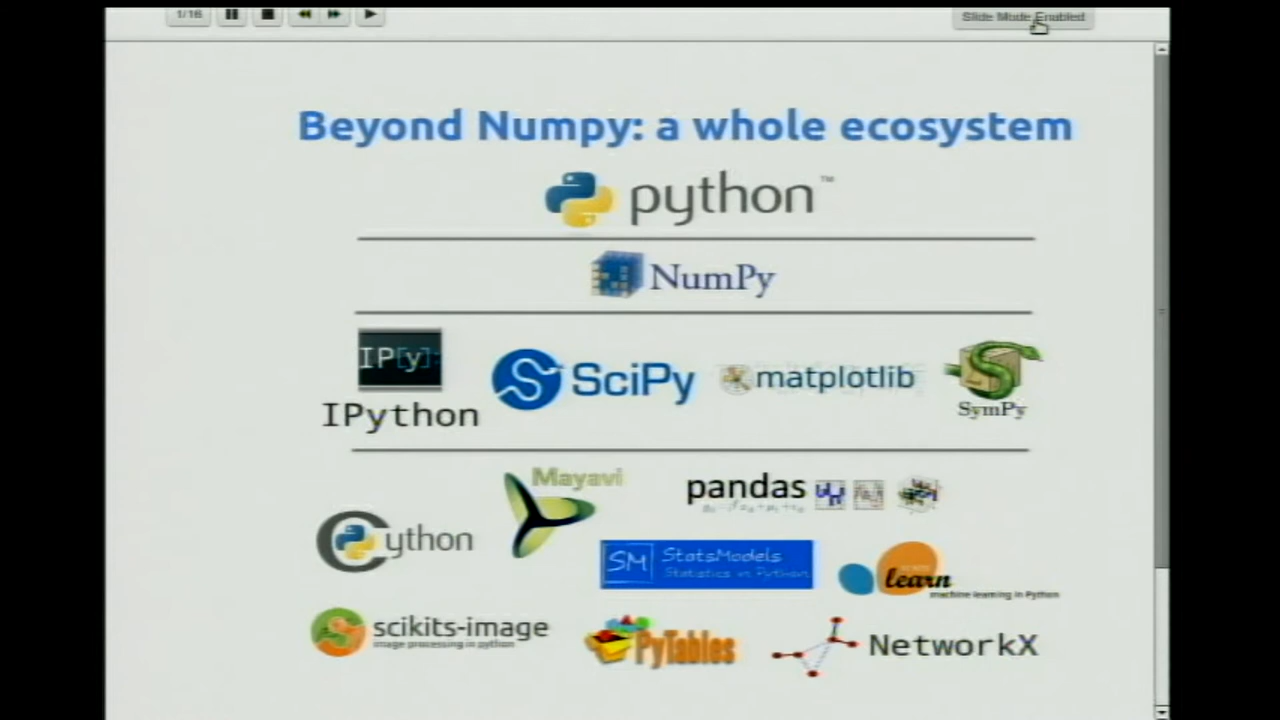 1/16
Slide Mode Enabled
Beyond Numpy: a whole ecosystem
python™
NumPy
IP[y]:
IPython
SciPy
matplotlib
SymPy
Mayavi
pandas
Cython
SM StatsModels
Statistics in Python
learn
machine learning in Python
scikits-image
image processing in python
PyTables
NetworkX